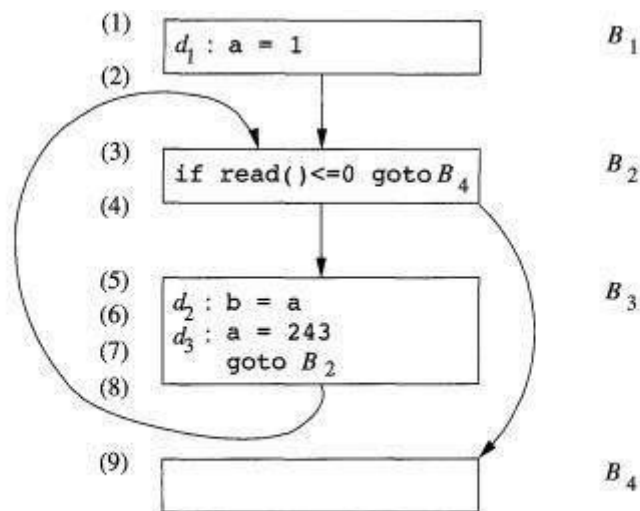 (1)
d1 : a = 1
B1
(2)
(3)
if read()<=0 goto B4
B2
(4)
(5)
d2 : b = a
B3
(6)
d3 : a = 243
(7)
goto B2
(8)
(9)
B4